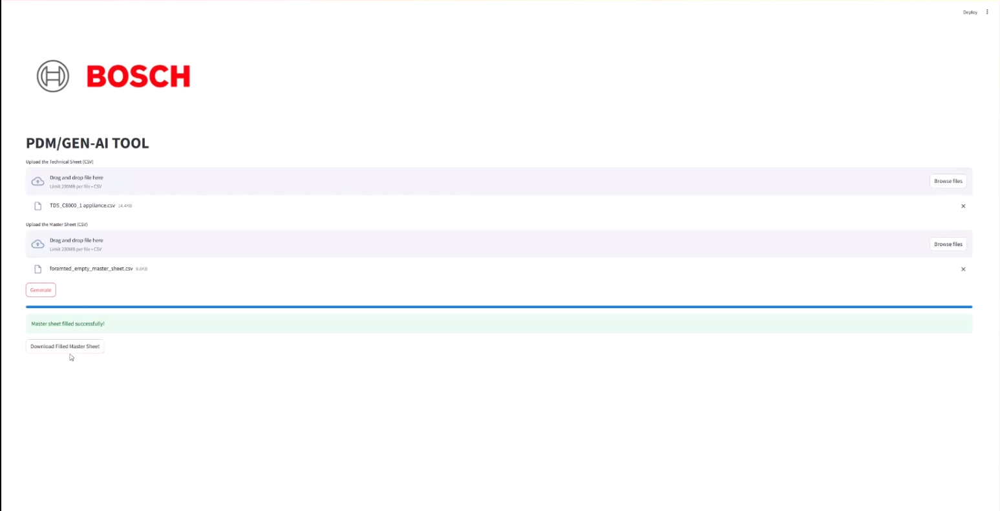 Deploy
BOSCH
PDM/GEN-AI TOOL
Upload the Technical Sheet (CSV)
Drag and drop file here
Limit 200MB per file • CSV
Browse files
TDS_C8000_1 appliance.csv 14.4KB
Upload the Master Sheet (CSV)
Drag and drop file here
Limit 200MB per file • CSV
Browse files
foramted_empty_master_sheet.csv 9.8KB
Generate
Master sheet filled successfully!
Download Filled Master Sheet